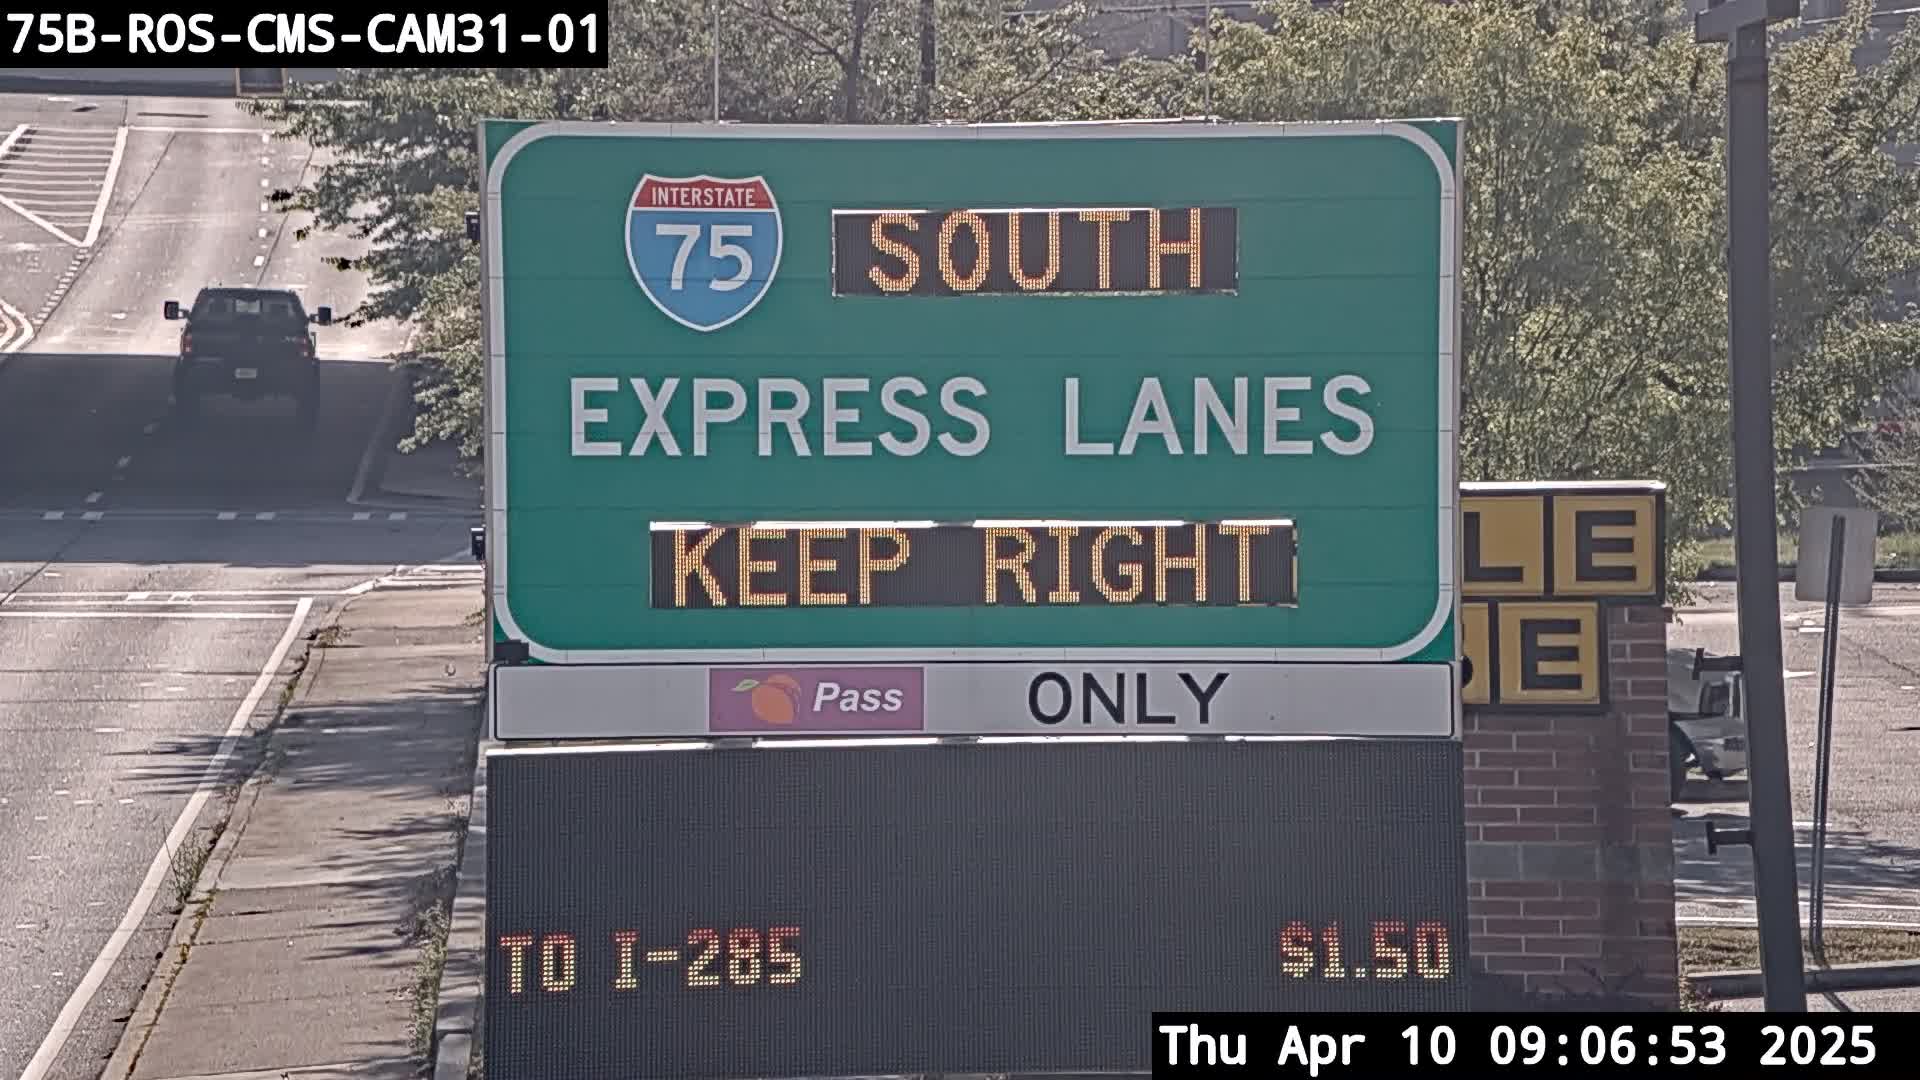 75B-ROS-CMS-CAM31-01
INTERSTATE
75
SOUTH
EXPRESS LANES
KEEP RIGHT
Pass ONLY
TO I-285 $1.50
LE
E
Thu Apr 10 09:06:53 2025